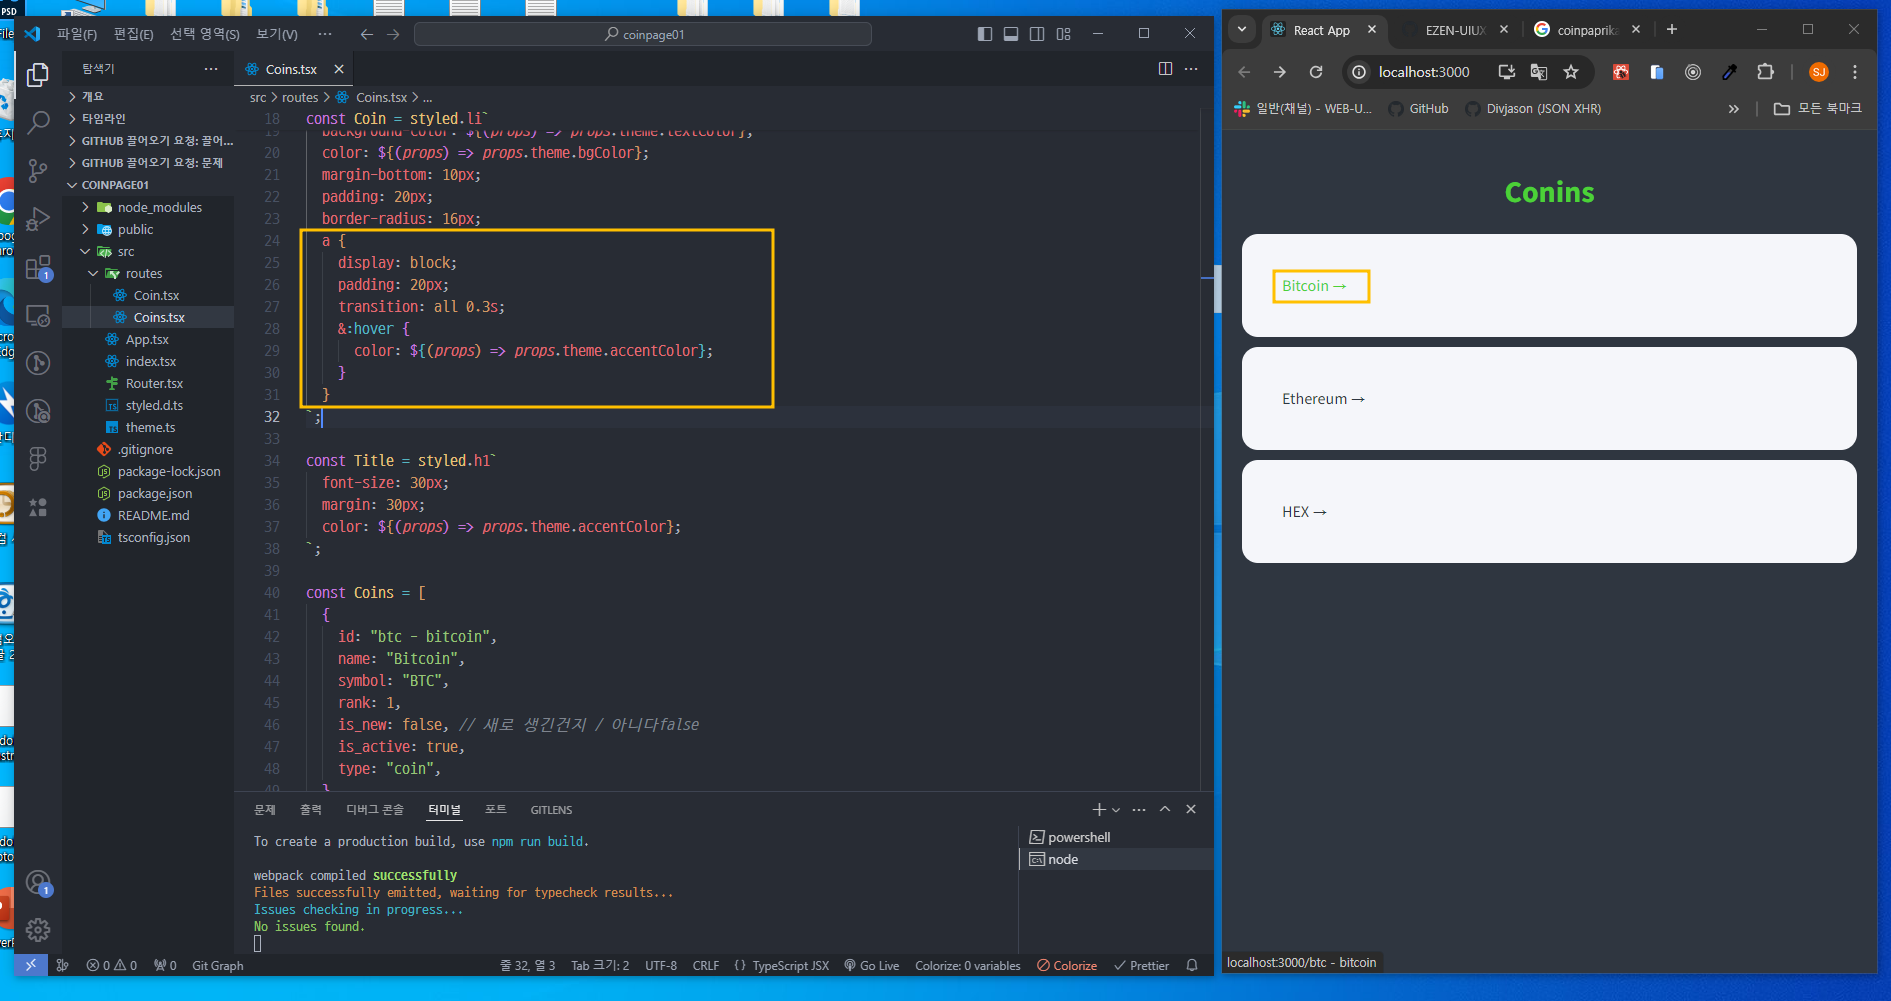 PSD
파일(F) 편집(E) 선택 영역(S) 보기(V) ···
coinpage01
탐색기
Coins.tsx
src > routes > Coins.tsx > ...
개요
타임라인
GITHUB 끌어오기 요청: 끌어...
GITHUB 끌어오기 요청: 문제
COINPAGE01
node_modules
public
src
routes
Coin.tsx
Coins.tsx
App.tsx
index.tsx
Router.tsx
styled.d.ts
theme.ts
.gitignore
package-lock.json
package.json
README.md
tsconfig.json
18 const Coin = styled.li`
19 background-color: ${(props) => props.theme.textColor};
20 color: ${(props) => props.theme.bgColor};
21 margin-bottom: 10px;
22 padding: 20px;
23 border-radius: 16px;
24 a {
25 display: block;
26 padding: 20px;
27 transition: all 0.3s;
28 &:hover {
29 color: ${(props) => props.theme.accentColor};
30 }
31 }
32 `;
33
34 const Title = styled.h1`
35 font-size: 30px;
36 margin: 30px;
37 color: ${(props) => props.theme.accentColor};
38 `;
39
40 const Coins = [
41 {
42 id: "btc - bitcoin",
43 name: "Bitcoin",
44 symbol: "BTC",
45 rank: 1,
46 is_new: false, // 새로 생긴건지 / 아니다false
47 is_active: true,
48 type: "coin",
49 }
문제 출력 디버그 콘솔 터미널 포트 GITLENS
To create a production build, use npm run build.
webpack compiled successfully
Files successfully emitted, waiting for typecheck results...
Issues checking in progress...
No issues found.
powershell
node
0 0 0 Git Graph 줄 32, 열 3 Tab 크기: 2 UTF-8 CRLF {} TypeScript JSX Go Live Colorize: 0 variables Colorize Prettier
React App EZEN-UIUX coinpaprika
localhost:3000
SJ
일반(채널) - WEB-U... GitHub Divjason (JSON XHR) » 모든 북마크
Conins
Bitcoin →
Ethereum →
HEX →
localhost:3000/btc - bitcoin